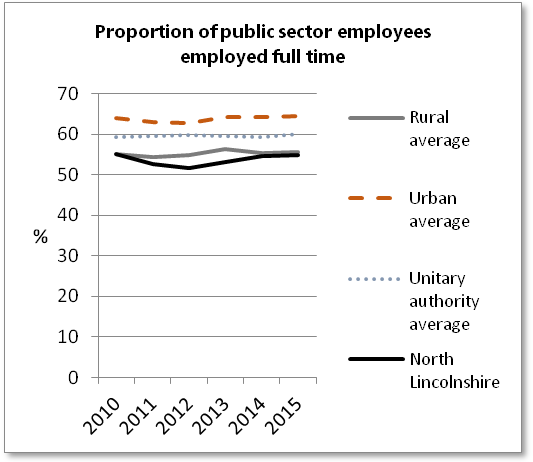 Proportion of public sector employees
employed full time
70
60
50
40
30
20
10
0
%
2010
2011
2012
2013
2014
2015
Rural
average
Urban
average
Unitary
authority
average
North
Lincolnshire